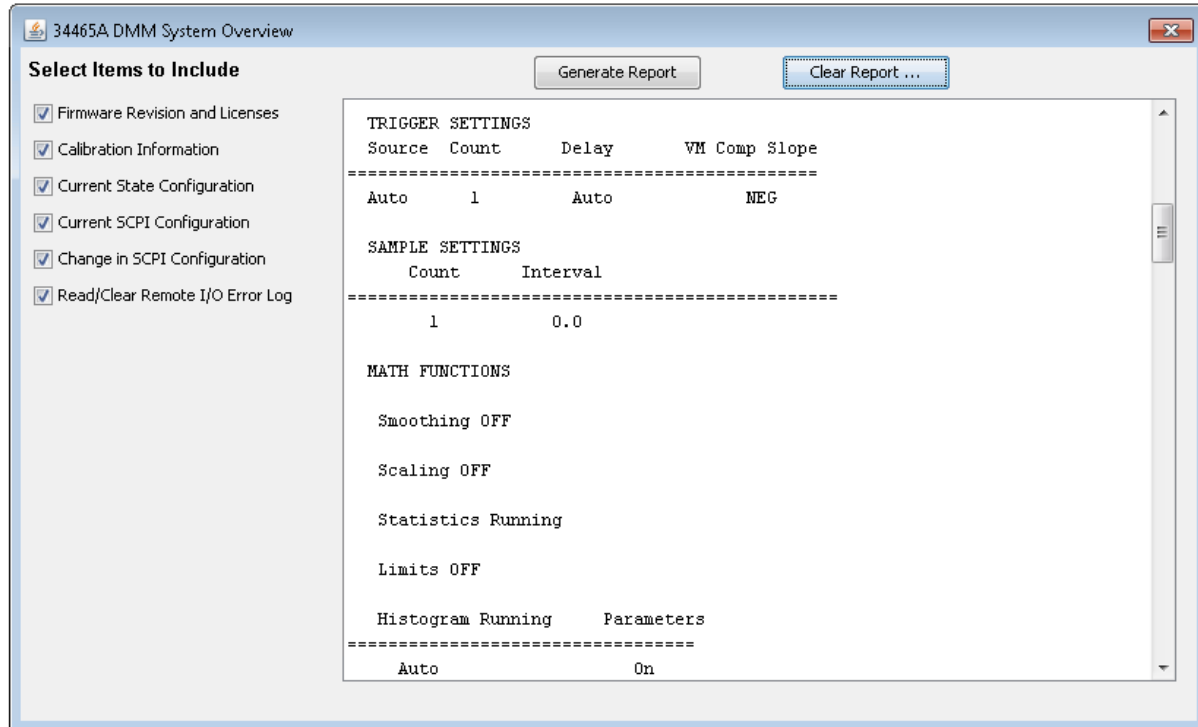 34465A DMM System Overview
Select Items to Include
Generate Report
Clear Report ...
Firmware Revision and Licenses
Calibration Information
Current State Configuration
Current SCPI Configuration
Change in SCPI Configuration
Read/Clear Remote I/O Error Log
TRIGGER SETTINGS
Source Count Delay VM Comp Slope
==============================================
Auto 1 Auto NEG
SAMPLE SETTINGS
Count Interval
================================================
1 0.0
MATH FUNCTIONS
Smoothing OFF
Scaling OFF
Statistics Running
Limits OFF
Histogram Running Parameters
==================================
Auto On